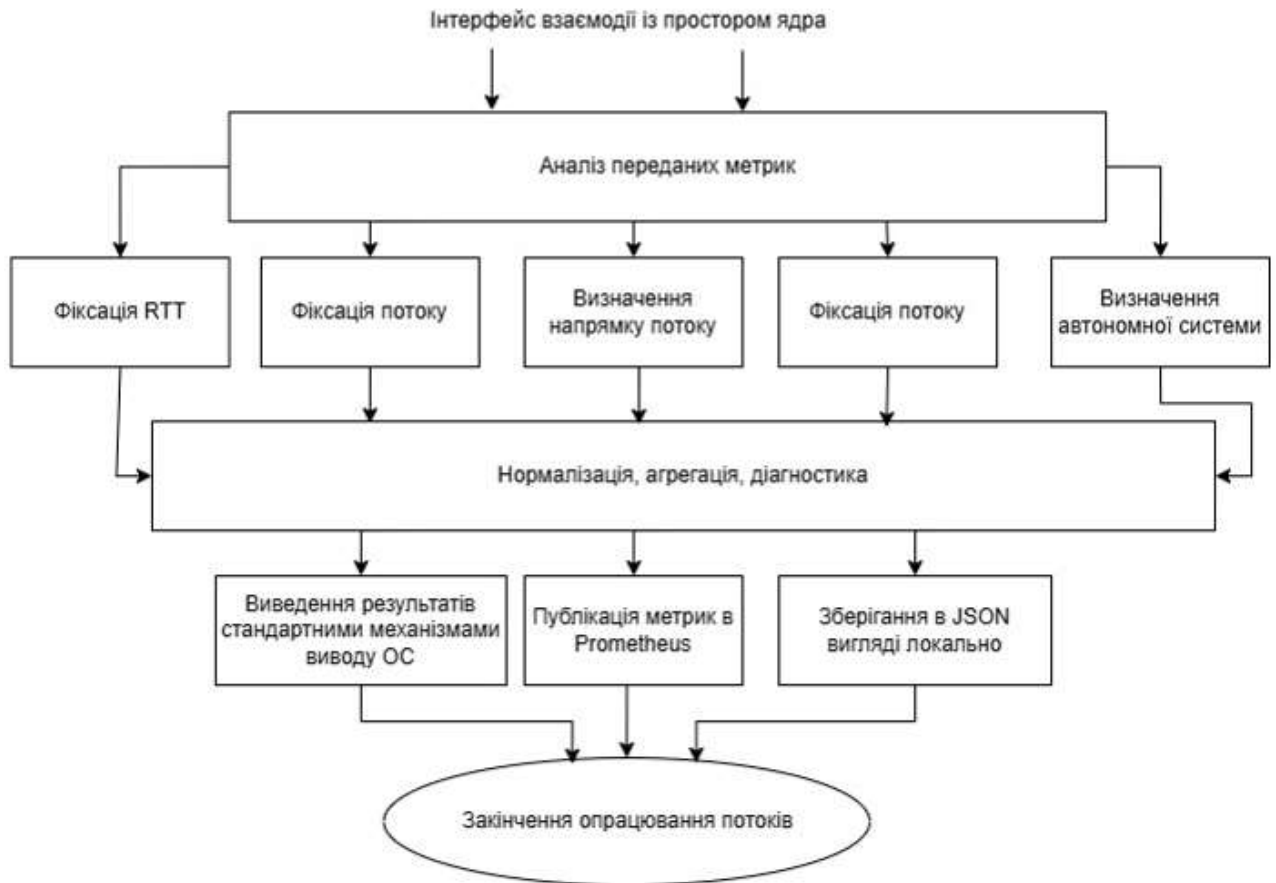 Інтерфейс взаємодії із простором ядра
Аналіз переданих метрик
Фіксація RTT
Фіксація потоку
Визначення
напрямку потоку
Фіксація потоку
Визначення
автономної системи
Нормалізація, агрегація, діагностика
Виведення результатів
стандартними механізмами
виводу ОС
Публікація метрик в
Prometheus
Зберігання в JSON
вигляді локально
Закінчення опрацювання потоків